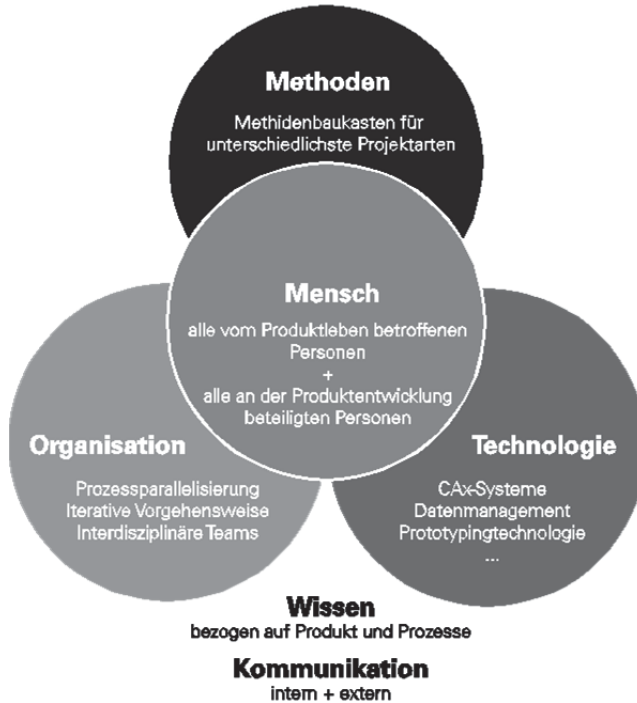 Methoden
Methidenbaukasten für
unterschiedlichste Projektarten
Mensch
alle vom Produktleben betroffenen
Personen
+
alle an der Produktentwicklung
beteiligten Personen
Organisation
Prozessparallelisierung
Iterative Vorgehensweise
Interdisziplinäre Teams
Technologie
CAx-Systeme
Datenmanagement
Prototypingtechnologie
...
Wissen
bezogen auf Produkt und Prozesse
Kommunikation
intern + extern